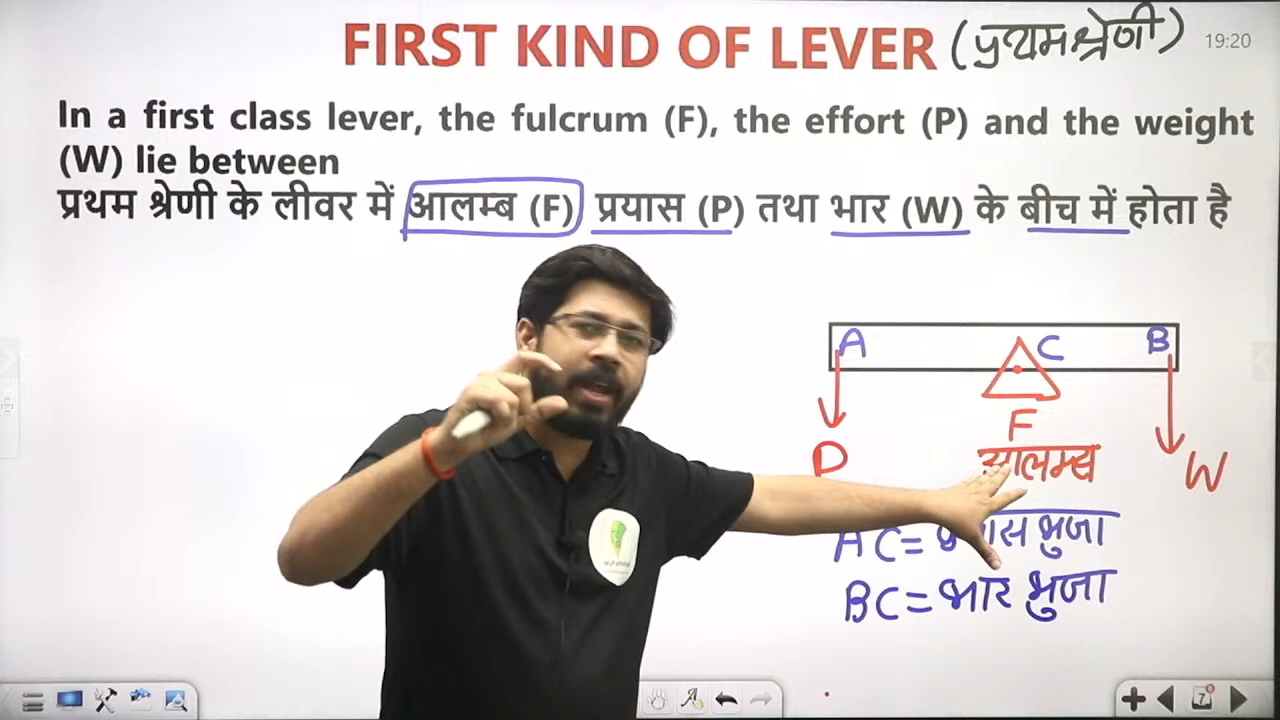 FIRST KIND OF LEVER (प्रथम श्रेणी)
19:20
In a first class lever, the fulcrum (F), the effort (P) and the weight
(W) lie between
प्रथम श्रेणी के लीवर में आलम्ब (F) प्रयास (P) तथा भार (W) के बीच में होता है
A C B
F
P आलम्ब W
AC = भुजा
BC = भार भुजा
7